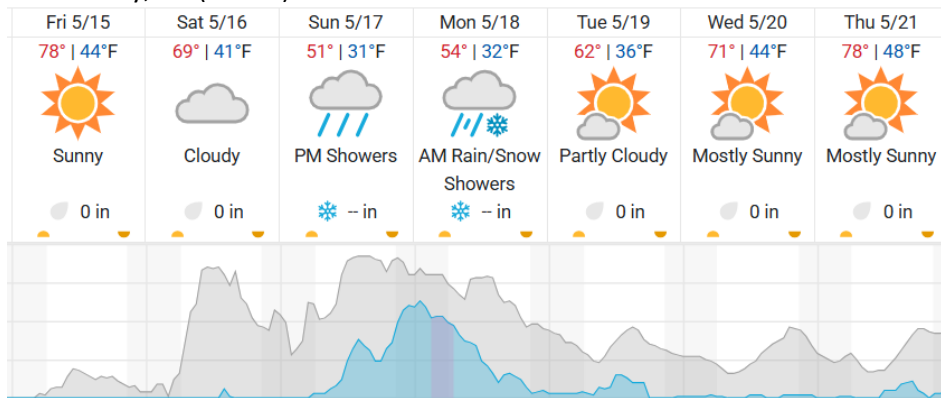 Fri 5/15
Sat 5/16
Sun 5/17
Mon 5/18
Tue 5/19
Wed 5/20
Thu 5/21
78° | 44°F
69° | 41°F
51° | 31°F
54° | 32°F
62° | 36°F
71° | 44°F
78° | 48°F
Sunny
Cloudy
PM Showers
AM Rain/Snow
Showers
Partly Cloudy
Mostly Sunny
Mostly Sunny
0 in
0 in
-- in
-- in
0 in
0 in
0 in